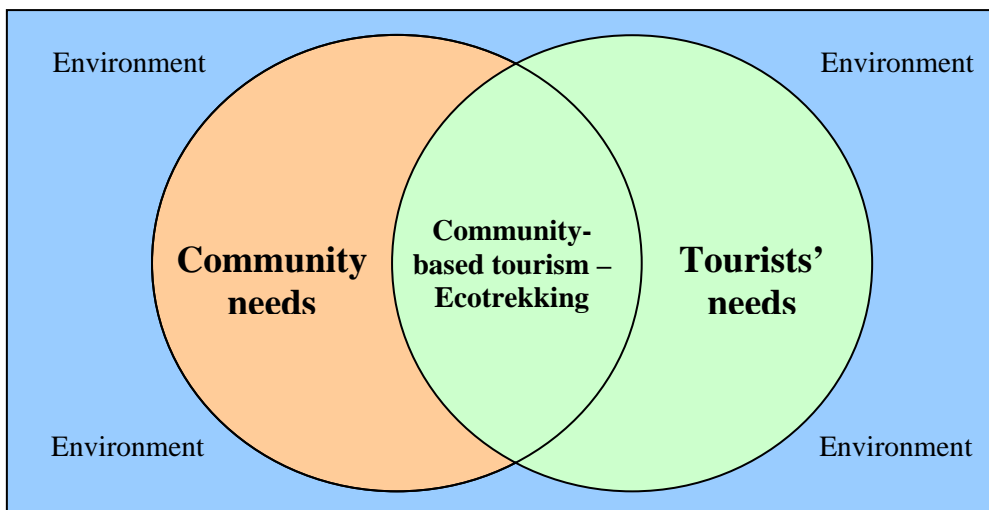 Environment
Environment
Community-
based tourism –
Ecotrekking
Community
needs
Tourists’
needs
Environment
Environment